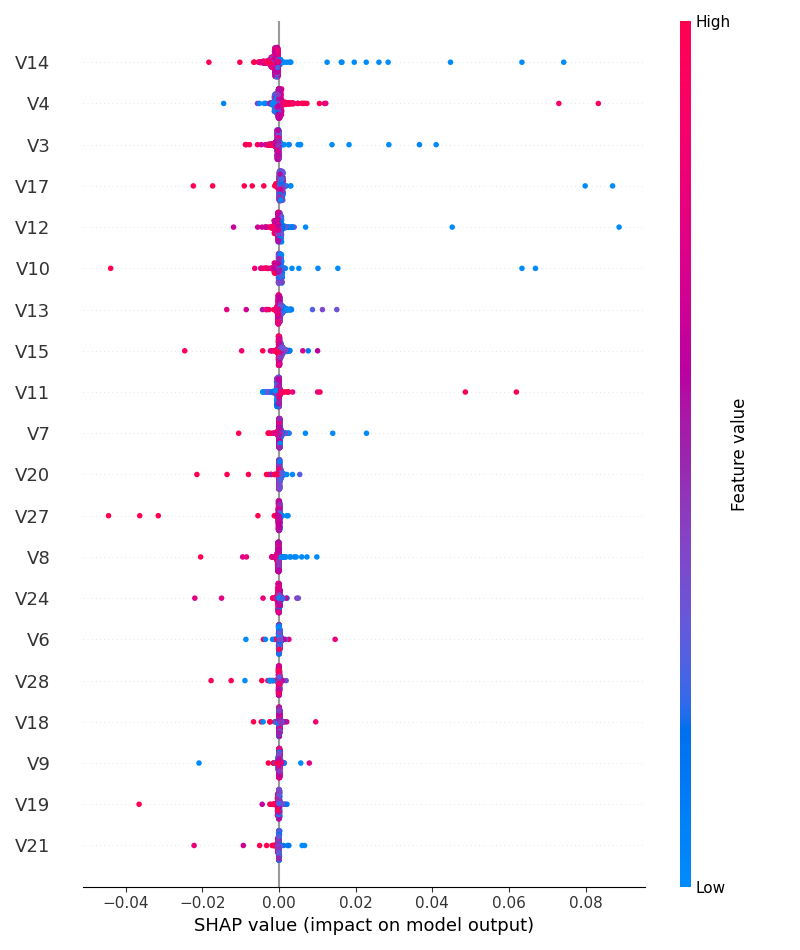 High
V14
V4
V3
V17
V12
V10
V13
V15
V11
V7
V20
V27
V8
V24
V6
V28
V18
V9
V19
V21
Feature value
Low
−0.04 −0.02 0.00 0.02 0.04 0.06 0.08
SHAP value (impact on model output)